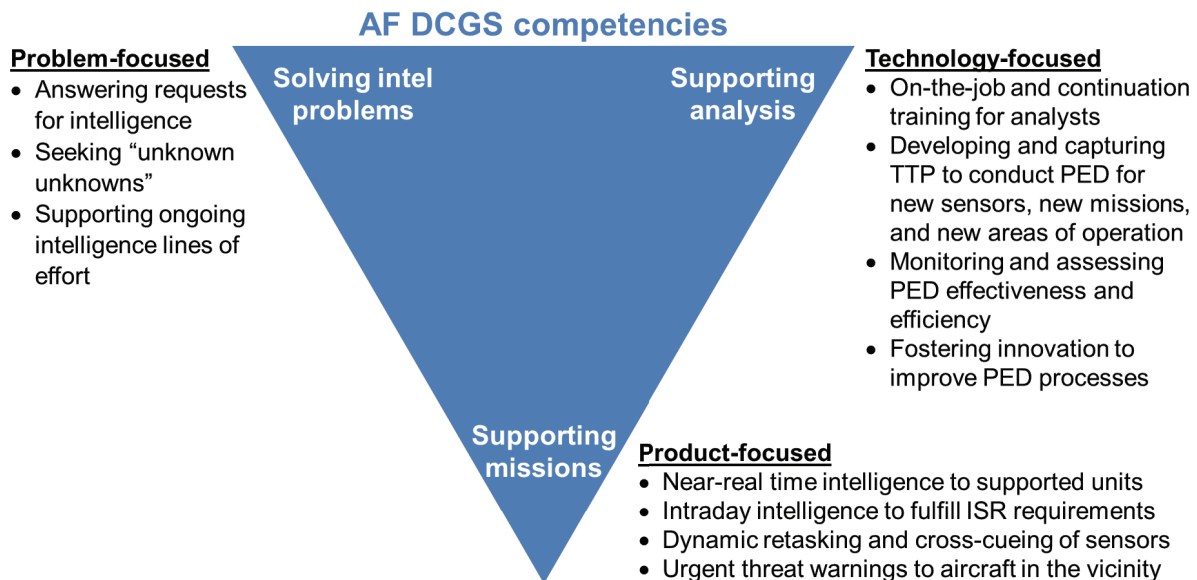 AF DCGS competencies
Problem-focused
• Answering requests
for intelligence
• Seeking “unknown
unknowns”
• Supporting ongoing
intelligence lines of
effort
Solving intel
problems
Supporting
analysis
Technology-focused
• On-the-job and continuation
training for analysts
• Developing and capturing
TTP to conduct PED for
new sensors, new missions,
and new areas of operation
• Monitoring and assessing
PED effectiveness and
efficiency
• Fostering innovation to
improve PED processes
Supporting
missions
Product-focused
• Near-real time intelligence to supported units
• Intraday intelligence to fulfill ISR requirements
• Dynamic retasking and cross-cueing of sensors
• Urgent threat warnings to aircraft in the vicinity